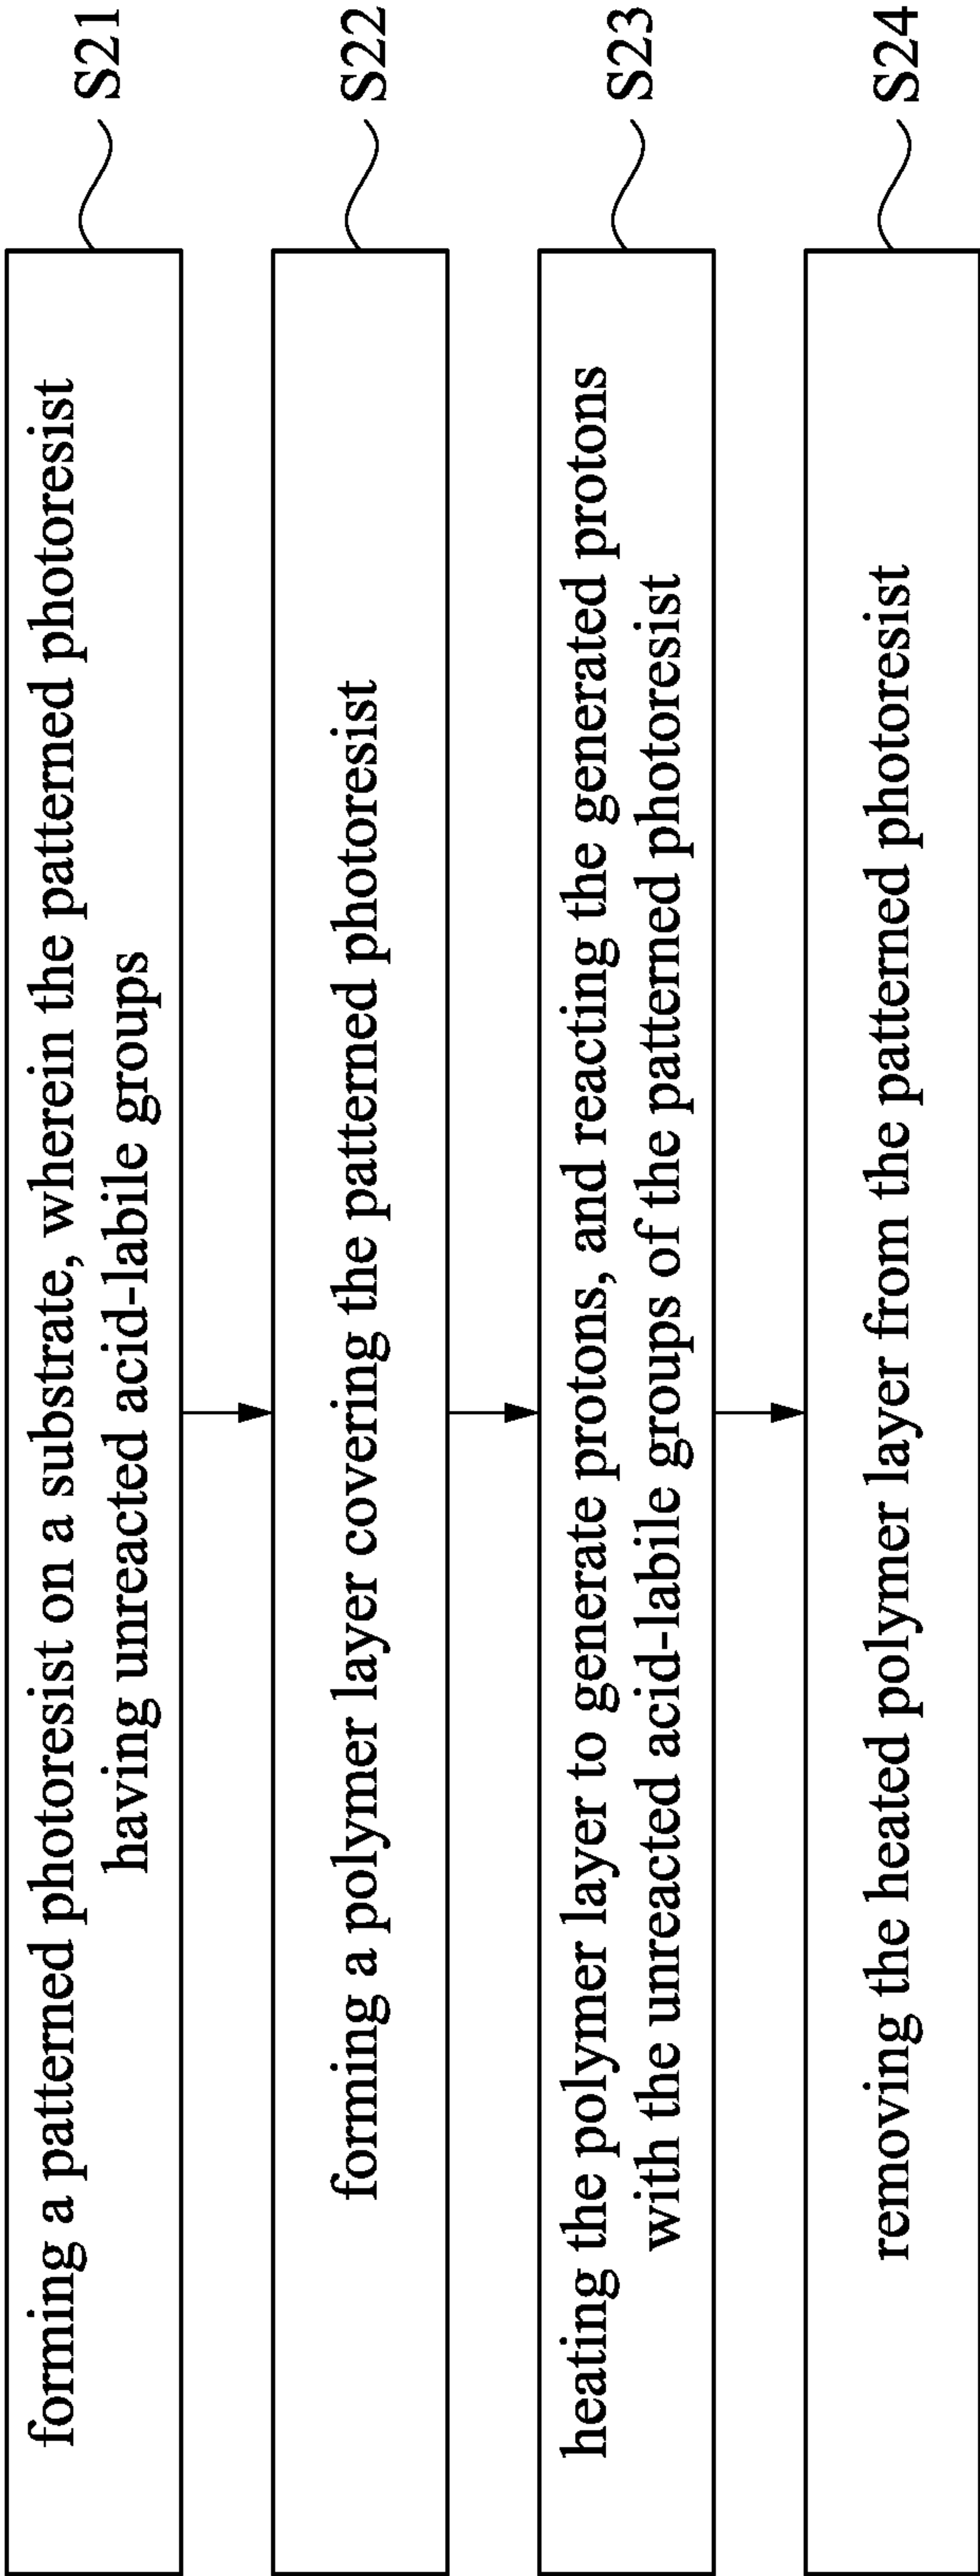 forming a patterned photoresist on a substrate, wherein the patterned photoresist
having unreacted acid-labile groups
S21
forming a polymer layer covering the patterned photoresist
S22
heating the polymer layer to generate protons, and reacting the generated protons
with the unreacted acid-labile groups of the patterned photoresist
S23
removing the heated polymer layer from the patterned photoresist
S24